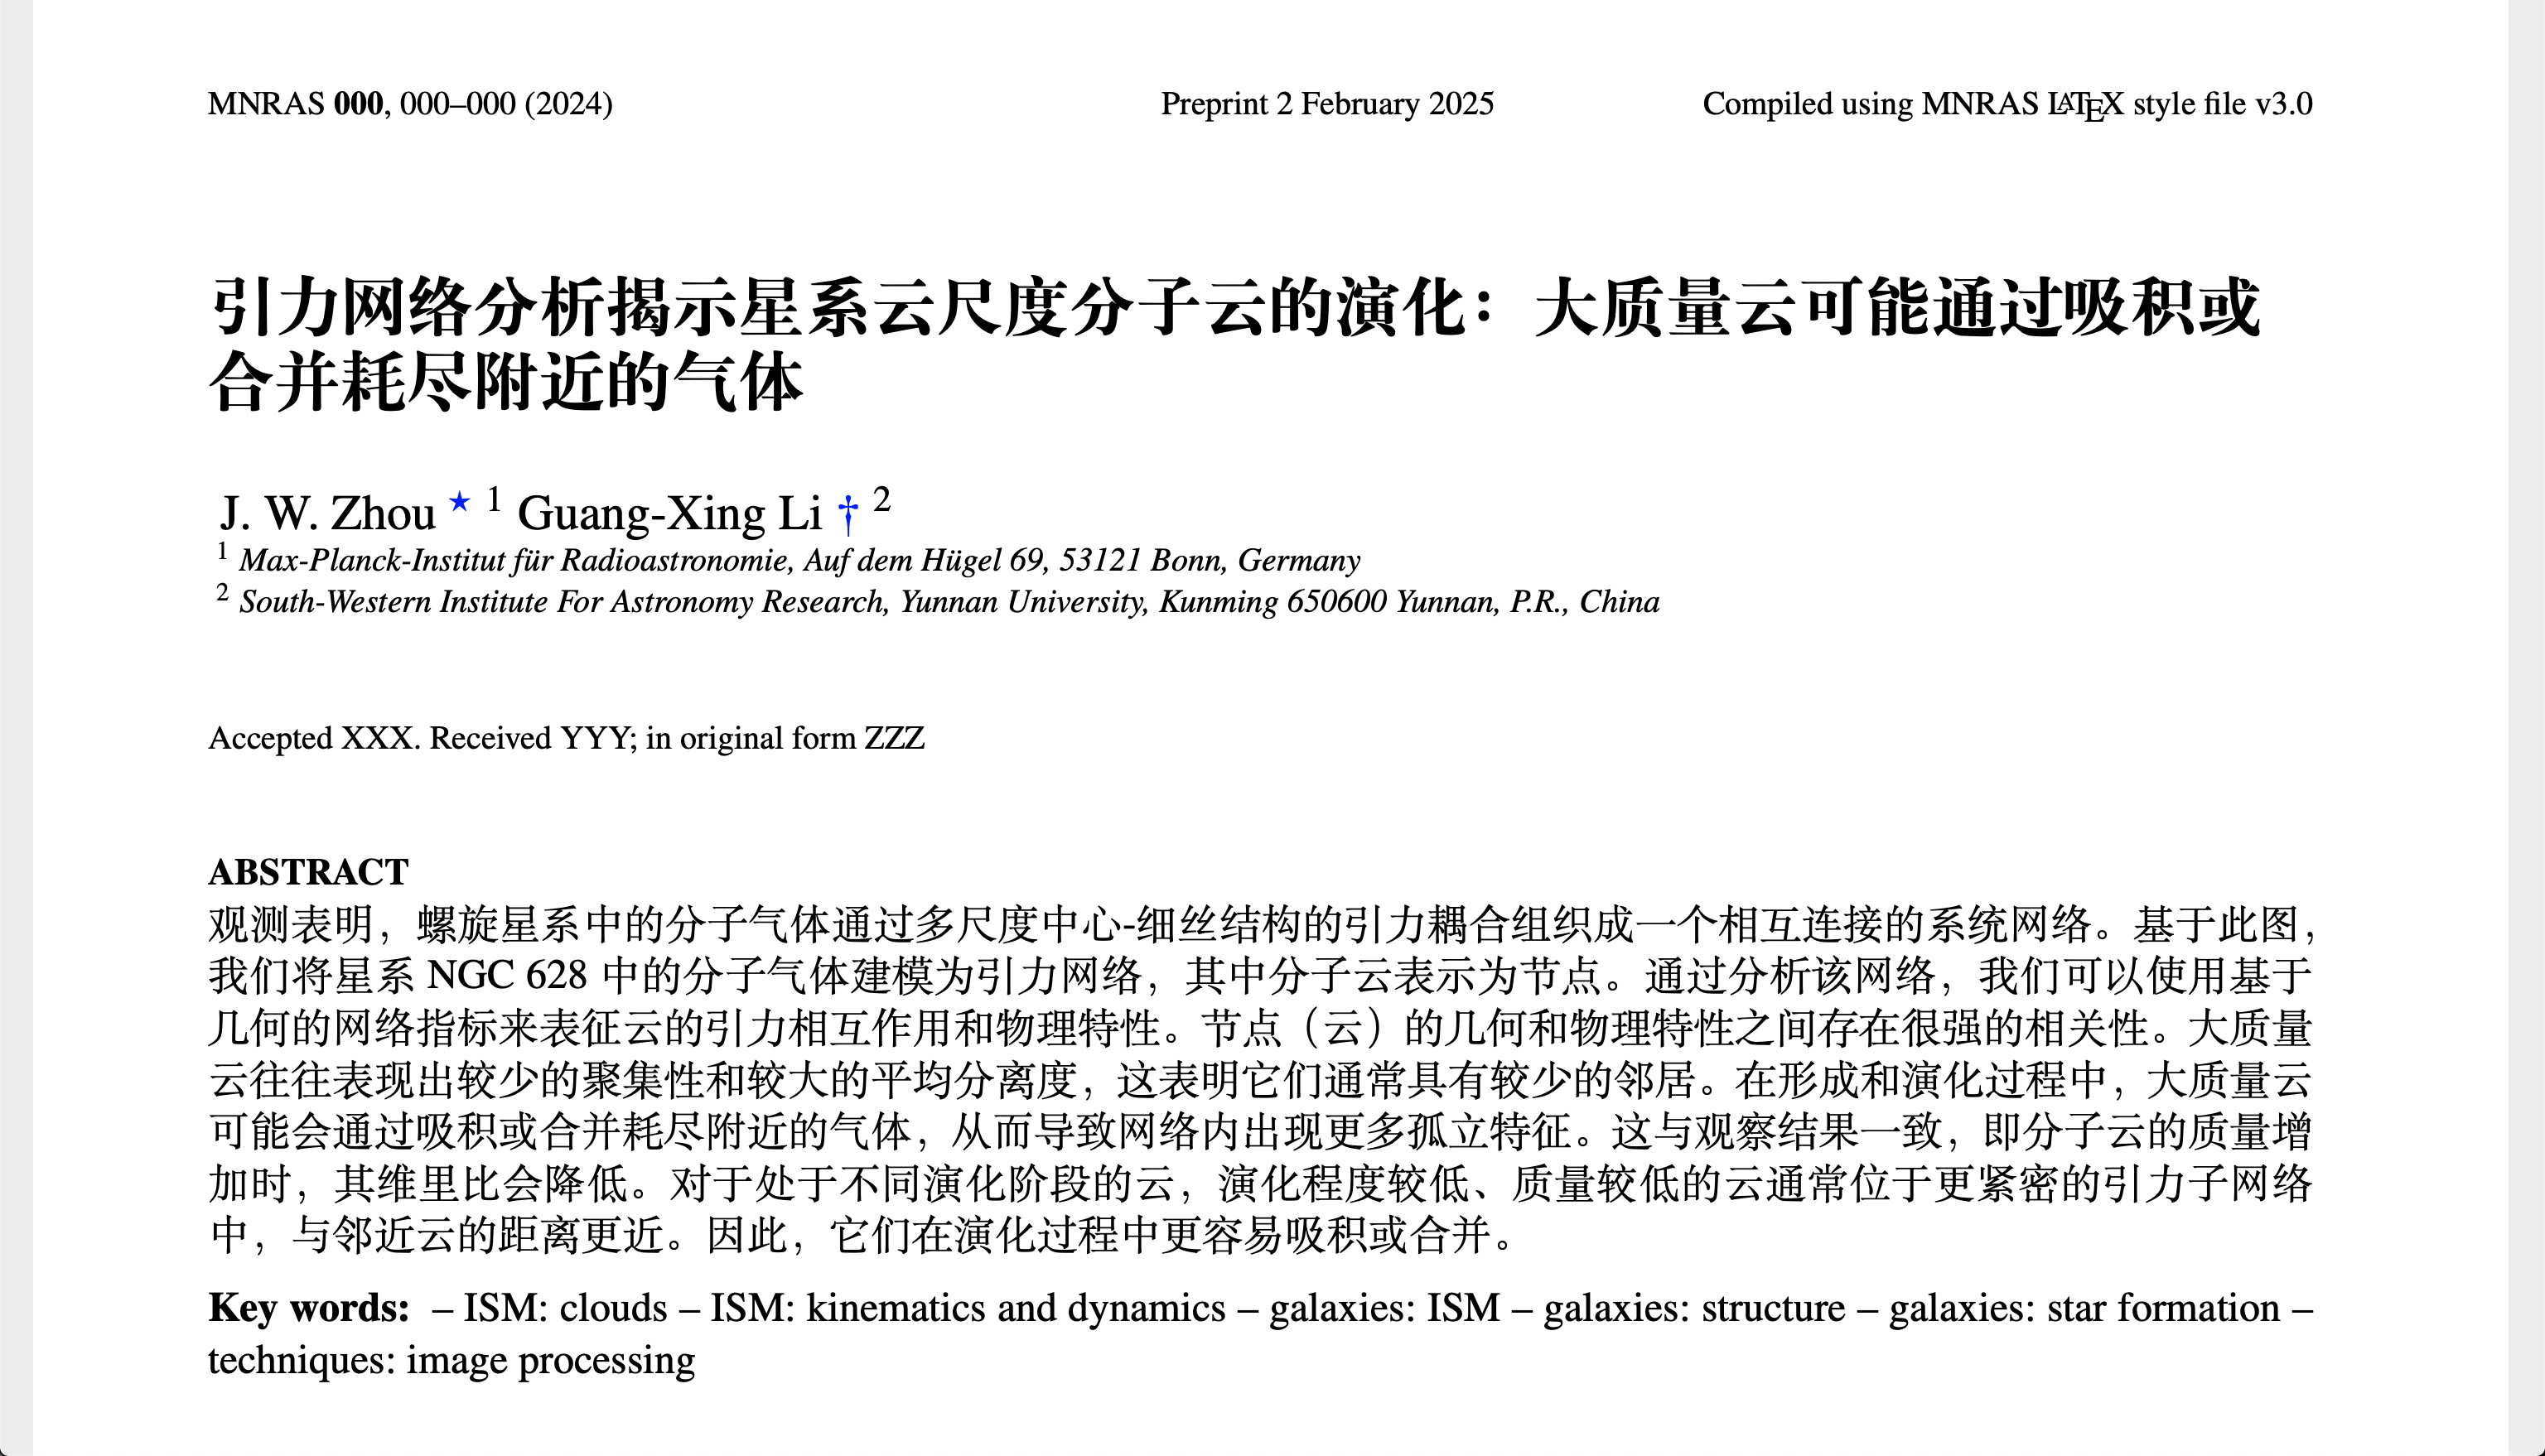 MNRAS 000, 000–000 (2024)
Preprint 2 February 2025
Compiled using MNRAS LATEX style file v3.0
引力网络分析揭示星系云尺度分子云的演化：大质量云可能通过吸积或
合并耗尽附近的气体
J. W. Zhou ★ 1 Guang-Xing Li † 2
1 Max-Planck-Institut für Radioastronomie, Auf dem Hügel 69, 53121 Bonn, Germany
2 South-Western Institute For Astronomy Research, Yunnan University, Kunming 650600 Yunnan, P.R., China
Accepted XXX. Received YYY; in original form ZZZ
ABSTRACT
观测表明，螺旋星系中的分子气体通过多尺度中心-细丝结构的引力耦合组织成一个相互连接的系统网络。基于此图，
我们将星系 NGC 628 中的分子气体建模为引力网络，其中分子云表示为节点。通过分析该网络，我们可以使用基于
几何的网络指标来表征云的引力相互作用和物理特性。节点（云）的几何和物理特性之间存在很强的相关性。大质量
云往往表现出较少的聚集性和较大的平均分离度，这表明它们通常具有较少的邻居。在形成和演化过程中，大质量云
可能会通过吸积或合并耗尽附近的气体，从而导致网络内出现更多孤立特征。这与观察结果一致，即分子云的质量增
加时，其维里比会降低。对于处于不同演化阶段的云，演化程度较低、质量较低的云通常位于更紧密的引力子网络
中，与邻近云的距离更近。因此，它们在演化过程中更容易吸积或合并。
Key words: – ISM: clouds – ISM: kinematics and dynamics – galaxies: ISM – galaxies: structure – galaxies: star formation –
techniques: image processing